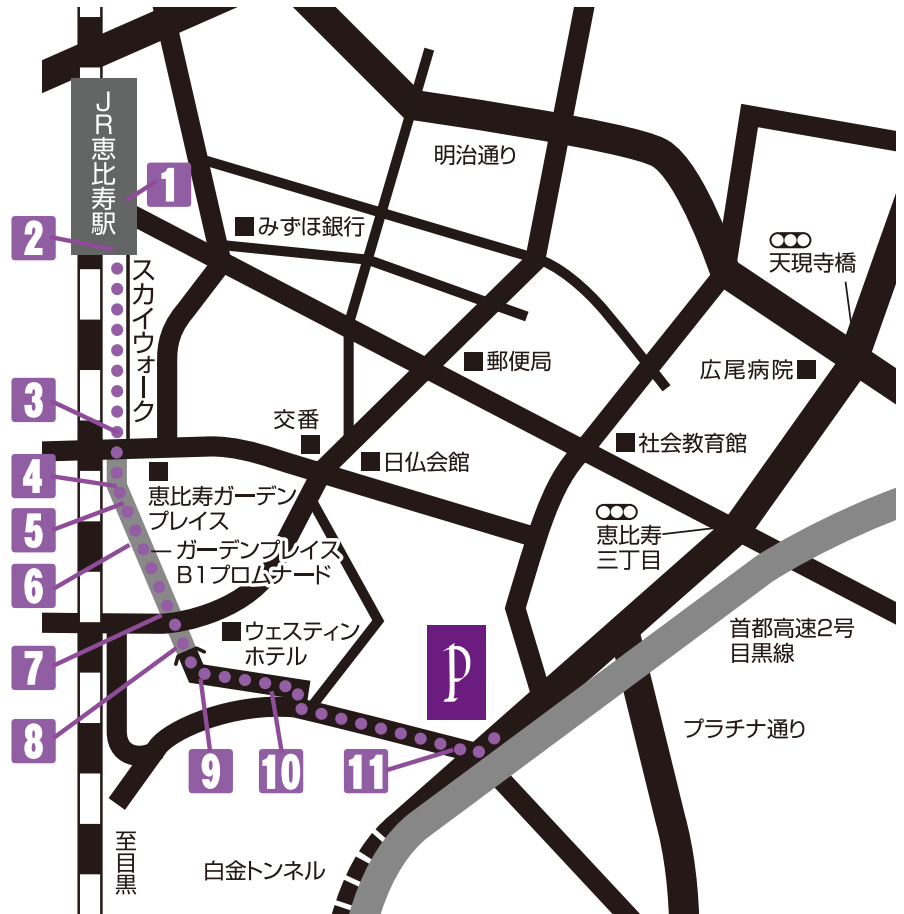 JR恵比寿駅
1
2
明治通り
みずほ銀行
天現寺橋
スカイウォーク
郵便局
広尾病院
3
交番
社会教育館
日仏会館
4
恵比寿ガーデン
プレイス
5
恵比寿
三丁目
ガーデンプレイス
B1プロムナード
6
ウェスティン
ホテル
首都高速2号
目黒線
7
P
8
プラチナ通り
9
10
11
至目黒
白金トンネル